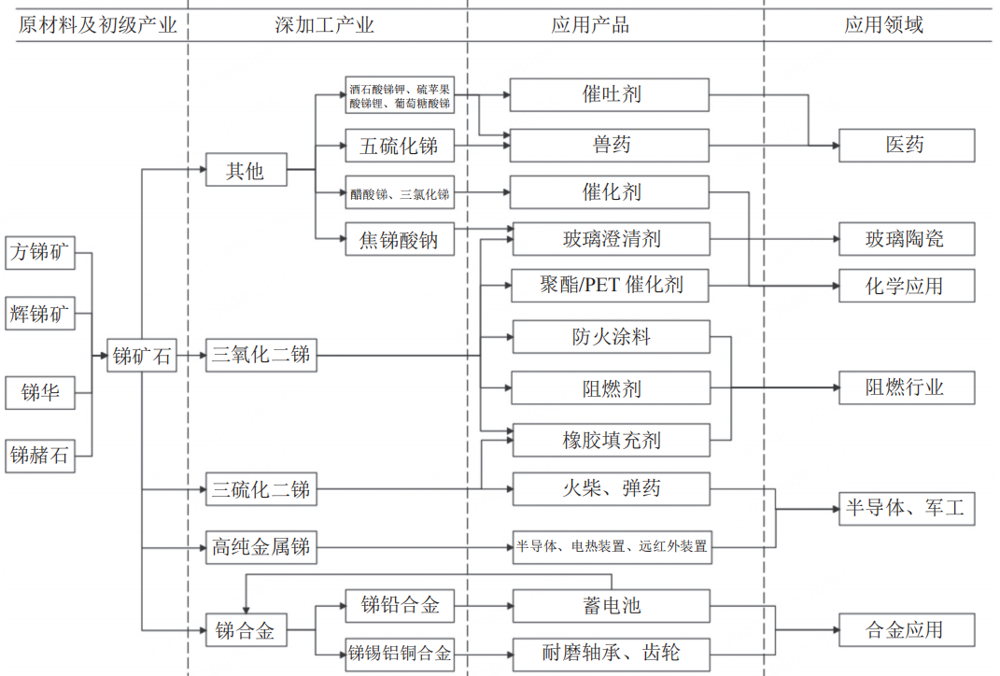 原材料及初级产业
深加工产业
应用产品
应用领域
方锑矿
辉锑矿
锑华
锑赭石
锑矿石
其他
三氧化二锑
三硫化二锑
高纯金属锑
锑合金
酒石酸锑钾、硫苹果
酸锑锂、葡萄糖酸锑
五硫化锑
醋酸锑、三氯化锑
焦锑酸钠
锑铅合金
锑锡铝铜合金
催吐剂
兽药
催化剂
玻璃澄清剂
聚酯/PET 催化剂
防火涂料
阻燃剂
橡胶填充剂
火柴、弹药
半导体、电热装置、远红外装置
蓄电池
耐磨轴承、齿轮
医药
玻璃陶瓷
化学应用
阻燃行业
半导体、军工
合金应用